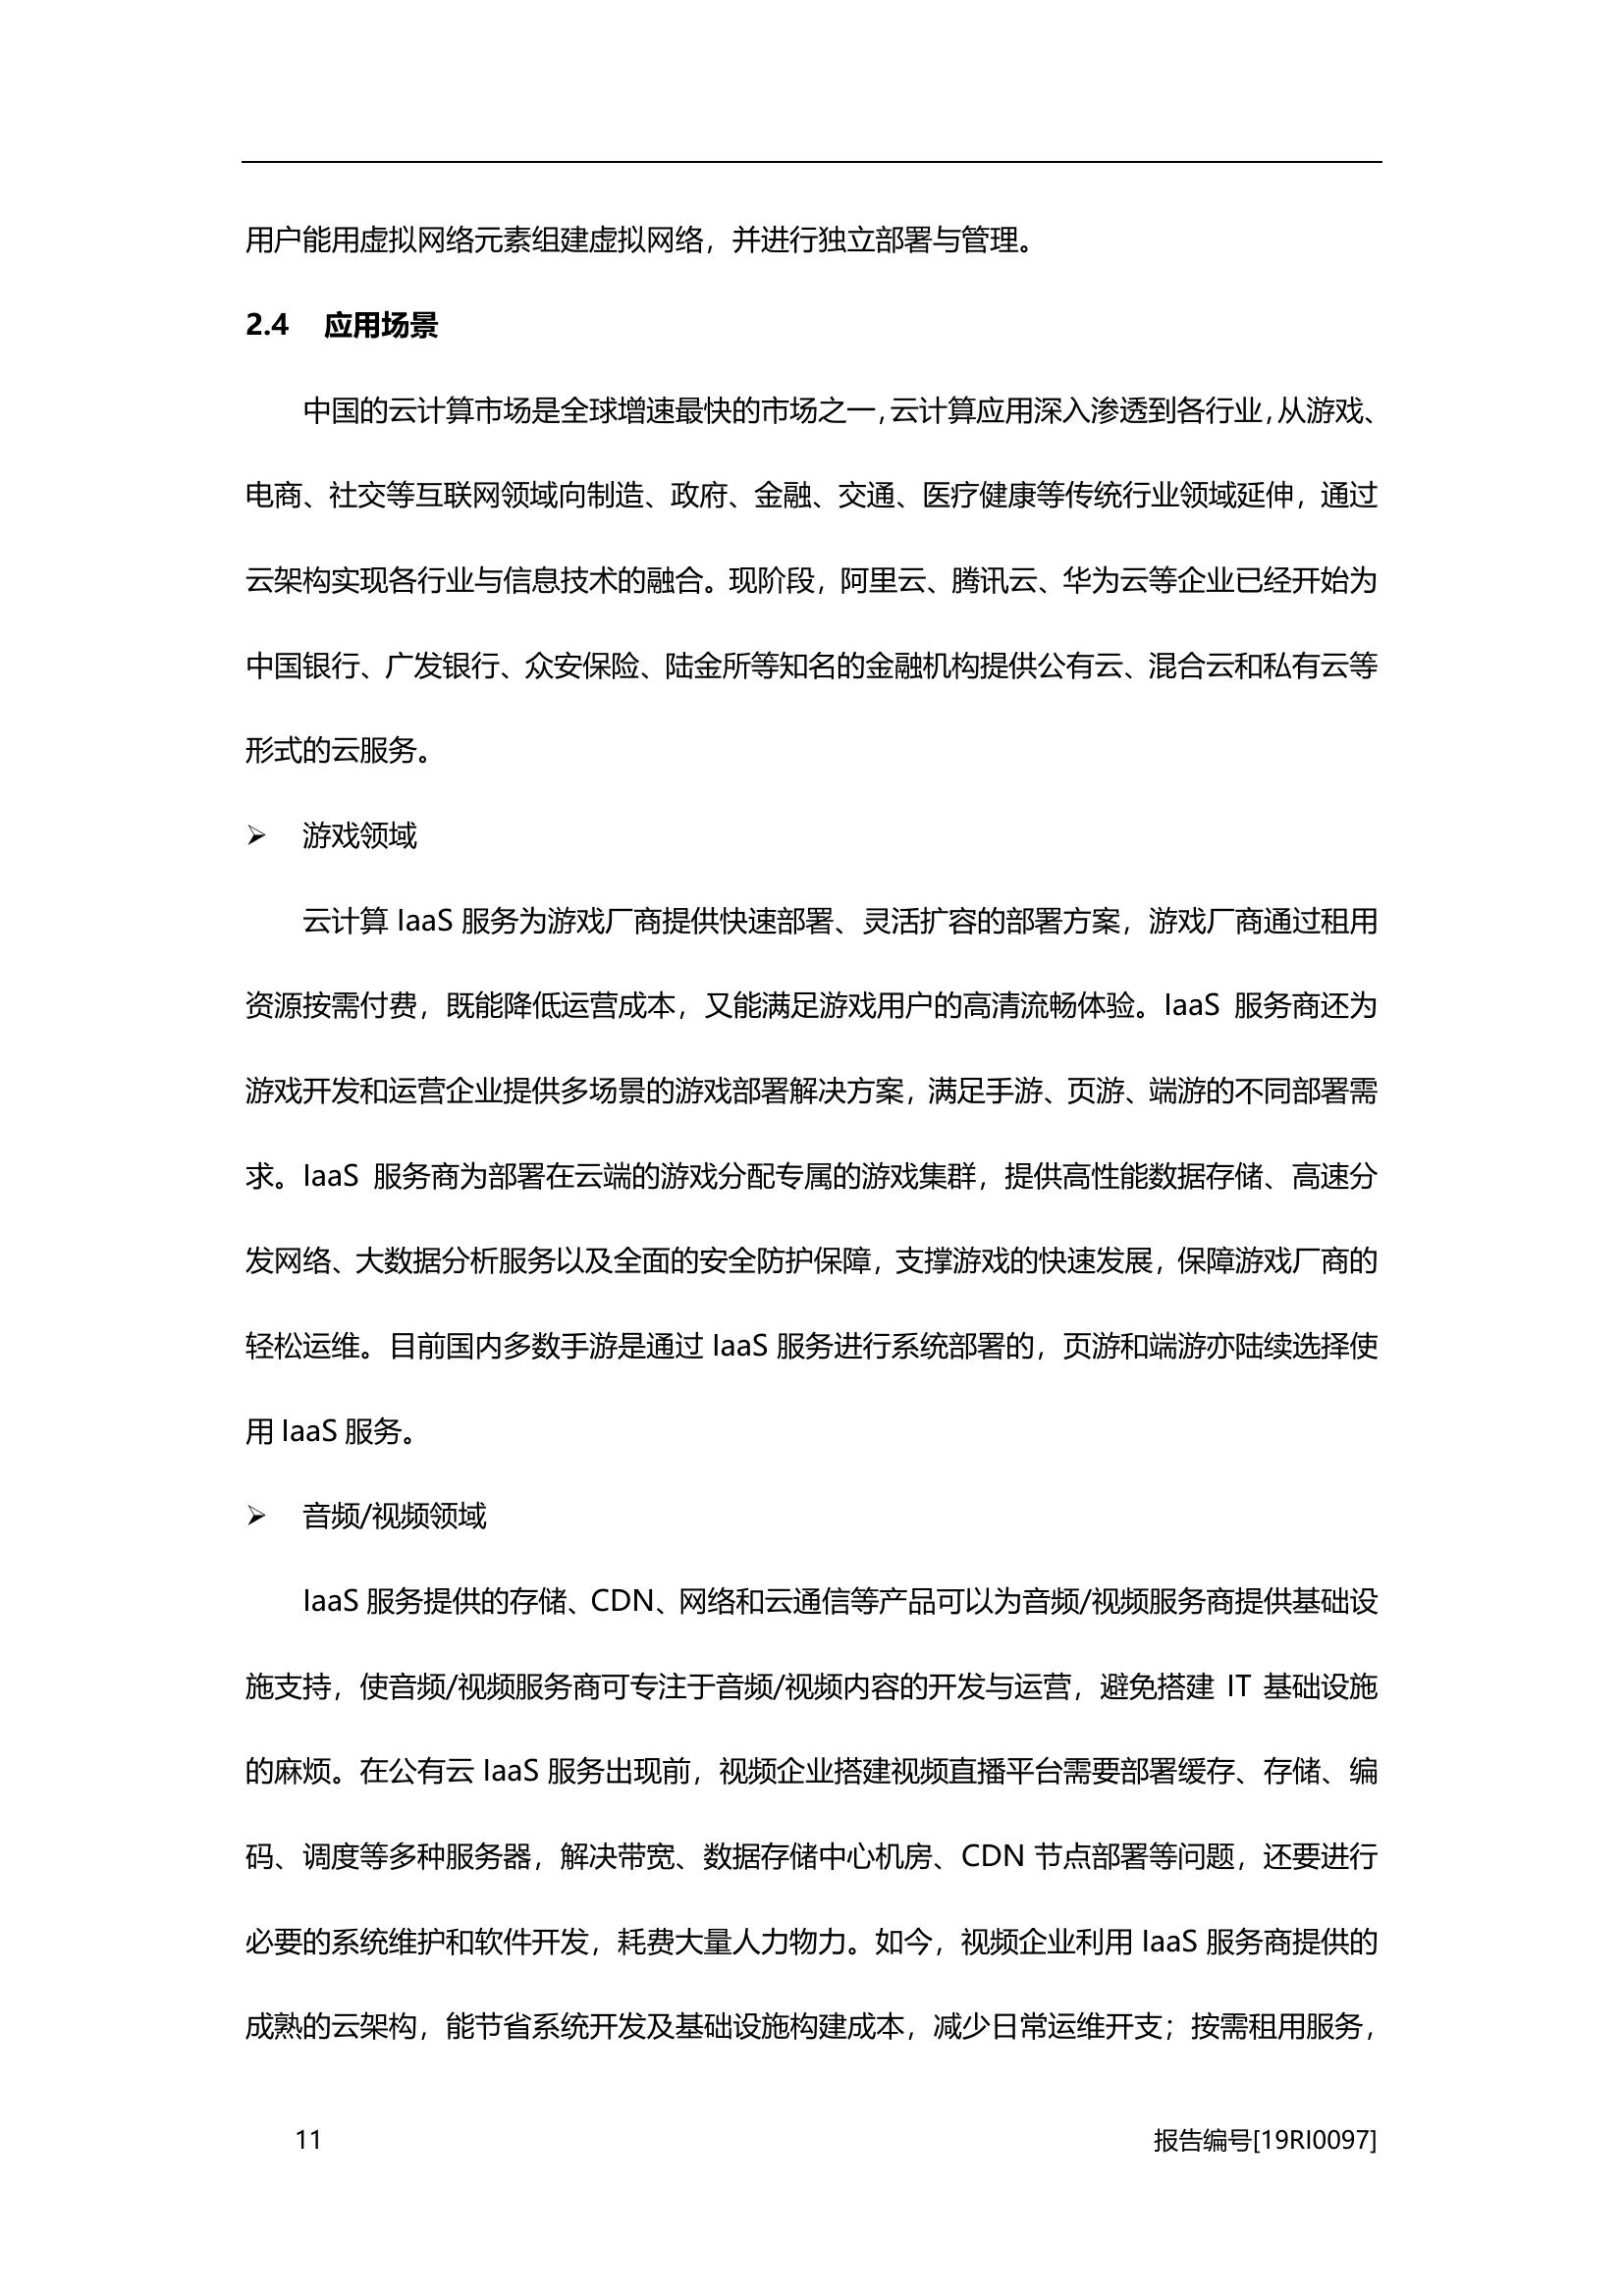 用户能用虚拟网络元素组建虚拟网络，并进行独立部署与管理。
2.4 应用场景
中国的云计算市场是全球增速最快的市场之一，云计算应用深入渗透到各行业，从游戏、
电商、社交等互联网领域向制造、政府、金融、交通、医疗健康等传统行业领域延伸，通过
云架构实现各行业与信息技术的融合。现阶段，阿里云、腾讯云、华为云等企业已经开始为
中国银行、广发银行、众安保险、陆金所等知名的金融机构提供公有云、混合云和私有云等
形式的云服务。
➢ 游戏领域
云计算 IaaS 服务为游戏厂商提供快速部署、灵活扩容的部署方案，游戏厂商通过租用
资源按需付费，既能降低运营成本，又能满足游戏用户的高清流畅体验。IaaS 服务商还为
游戏开发和运营企业提供多场景的游戏部署解决方案，满足手游、页游、端游的不同部署需
求。IaaS 服务商为部署在云端的游戏分配专属的游戏集群，提供高性能数据存储、高速分
发网络、大数据分析服务以及全面的安全防护保障，支撑游戏的快速发展，保障游戏厂商的
轻松运维。目前国内多数手游是通过 IaaS 服务进行系统部署的，页游和端游亦陆续选择使
用 IaaS 服务。
➢ 音频/视频领域
IaaS 服务提供的存储、CDN、网络和云通信等产品可以为音频/视频服务商提供基础设
施支持，使音频/视频服务商可专注于音频/视频内容的开发与运营，避免搭建 IT 基础设施
的麻烦。在公有云 IaaS 服务出现前，视频企业搭建视频直播平台需要部署缓存、存储、编
码、调度等多种服务器，解决带宽、数据存储中心机房、CDN 节点部署等问题，还要进行
必要的系统维护和软件开发，耗费大量人力物力。如今，视频企业利用 IaaS 服务商提供的
成熟的云架构，能节省系统开发及基础设施构建成本，减少日常运维开支；按需租用服务，
11 报告编号[19RI0097]